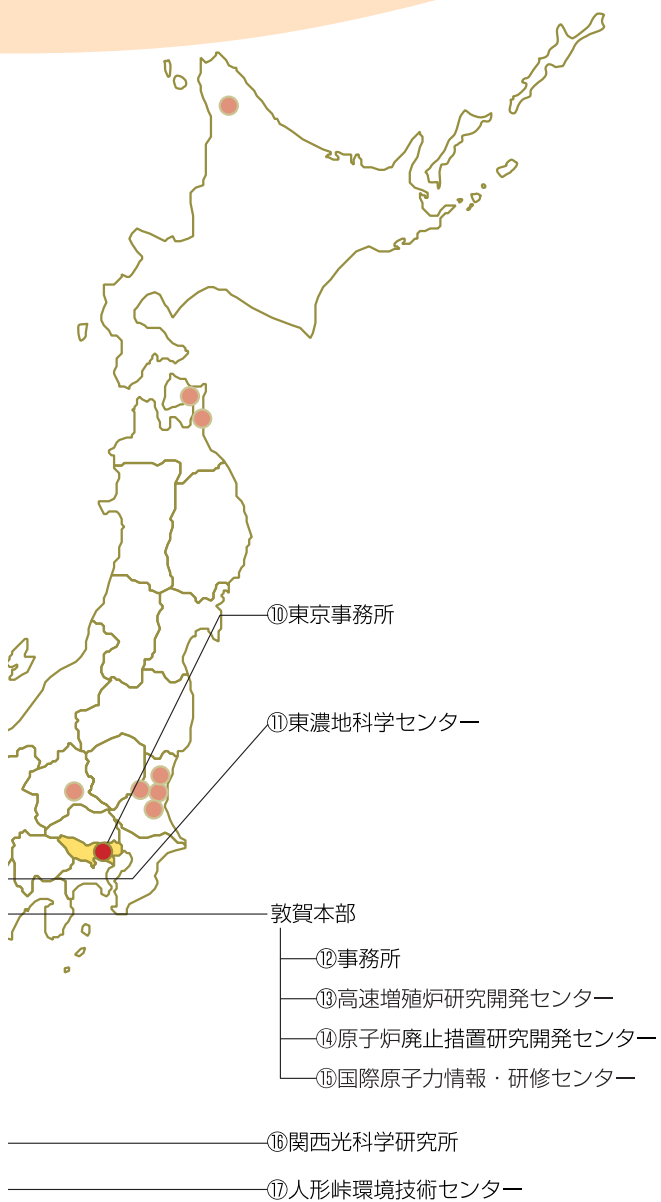 ⑩東京事務所
⑪東濃地科学センター
敦賀本部
⑫事務所
⑬高速増殖炉研究開発センター
⑭原子炉廃止措置研究開発センター
⑮国際原子力情報・研修センター
⑯関西光科学研究所
⑰人形峠環境技術センター